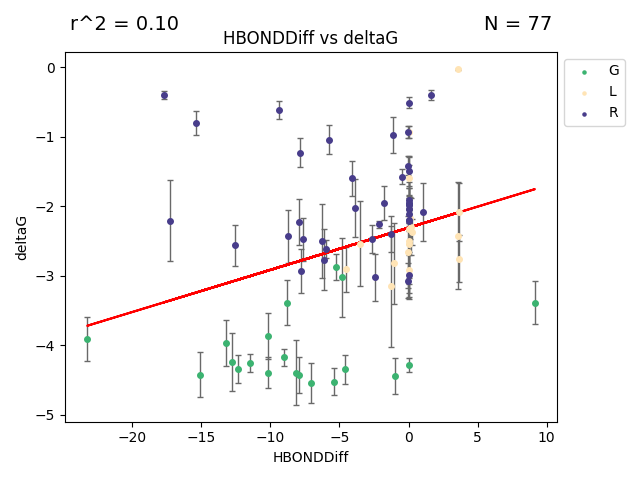 r^2 = 0.10
N = 77
HBONDDiff vs deltaG
G
L
R
deltaG
0
−1
−2
−3
−4
−5
−20
−15
−10
−5
0
5
10
HBONDDiff